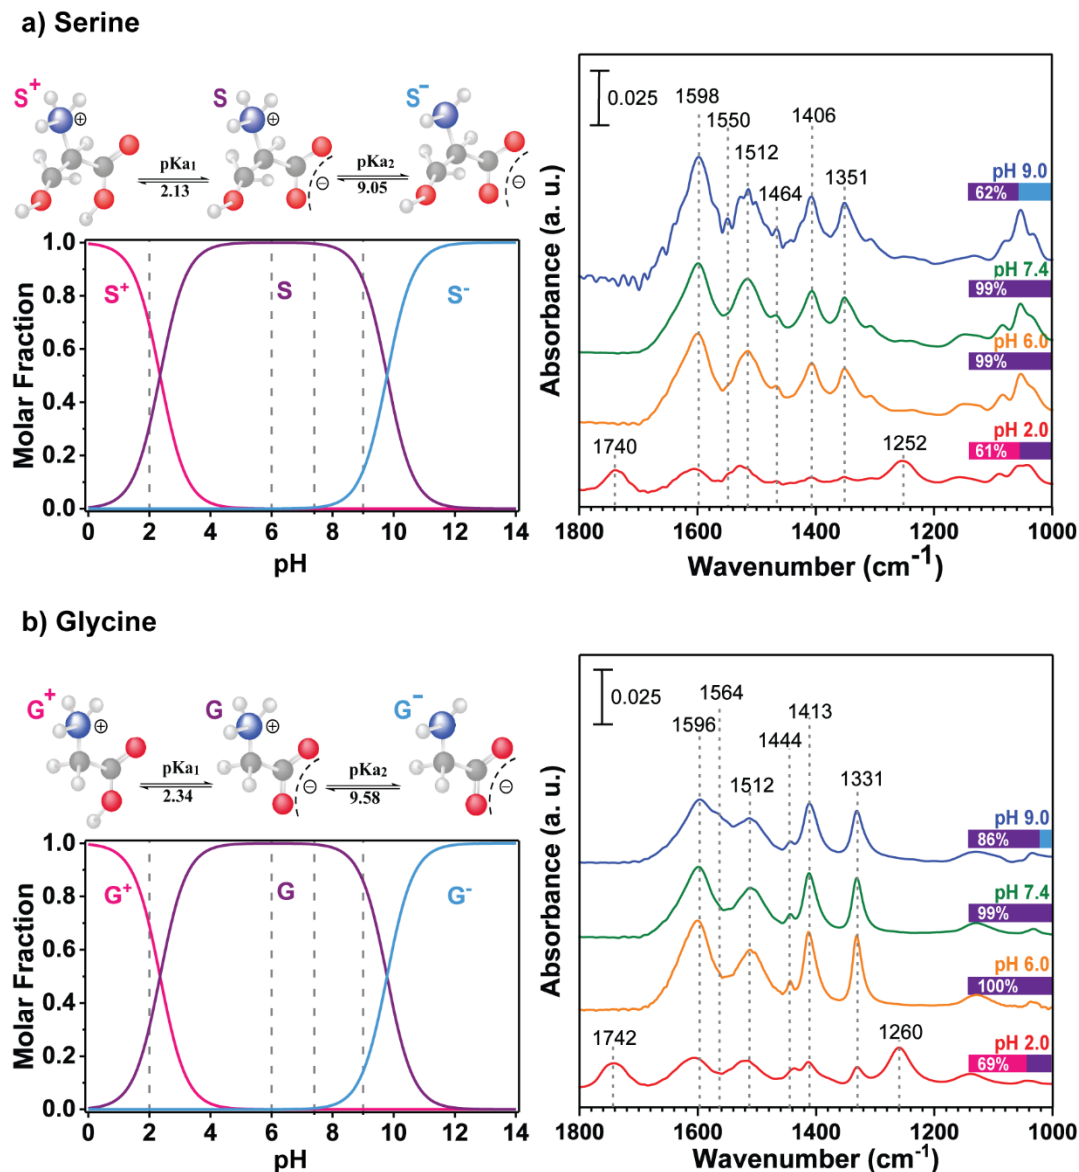 a) Serine
S+ S S-
pKa1
2.13
pKa2
9.05
⊕ ⊕ ⊖ ⊖
Molar Fraction
1.0
0.8
0.6
0.4
0.2
0.0
S+ S S-
0 2 4 6 8 10 12 14
pH
Absorbance (a. u.)
0.025
1598
1550
1512
1464
1406
1351
pH 9.0
62%
pH 7.4
99%
pH 6.0
99%
pH 2.0
61%
1740
1252
1800 1600 1400 1200 1000
Wavenumber (cm-1)
b) Glycine
G+ G G−
pKa1
2.34
pKa2
9.58
⊕ ⊕ ⊖ ⊖
Molar Fraction
1.0
0.8
0.6
0.4
0.2
0.0
G+ G G-
0 2 4 6 8 10 12 14
pH
Absorbance (a. u.)
0.025
1596
1564
1512
1444
1413
1331
pH 9.0
86%
pH 7.4
99%
pH 6.0
100%
pH 2.0
69%
1742
1260
1800 1600 1400 1200 1000
Wavenumber (cm-1)